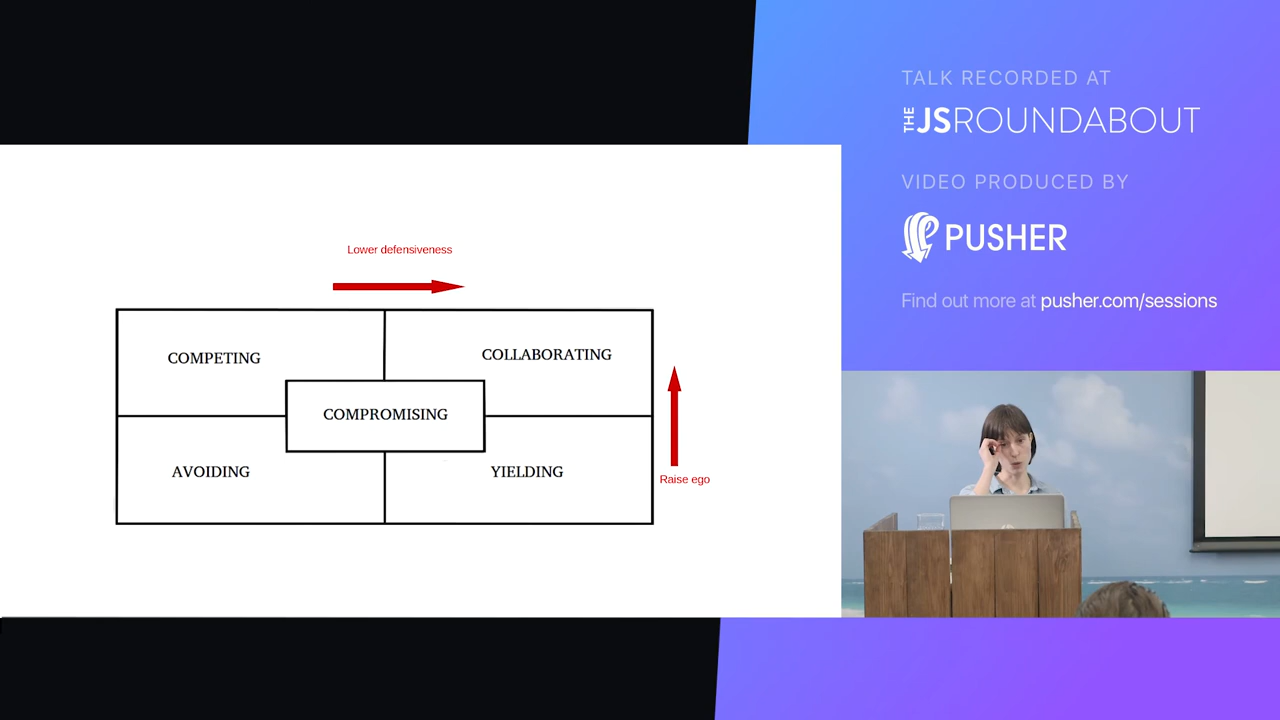 TALK RECORDED AT
THE JSROUNDABOUT
VIDEO PRODUCED BY
PUSHER
Find out more at pusher.com/sessions
Lower defensiveness
COMPETING
COLLABORATING
COMPROMISING
AVOIDING
YIELDING
Raise ego